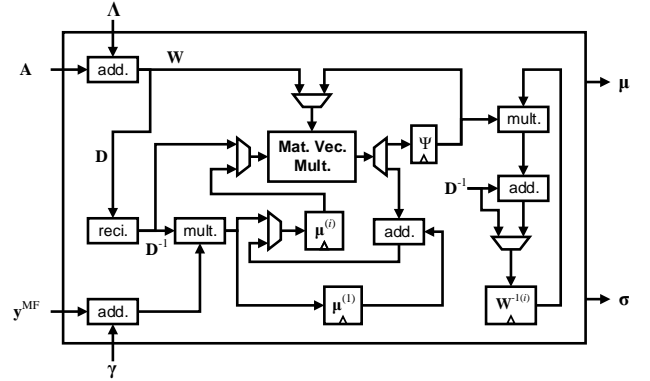 Λ
A
add.
W
μ
mult.
Ψ
Mat. Vec.
Mult.
D
D⁻¹
add.
reci.
D⁻¹
mult.
μ⁽ⁱ⁾
add.
μ⁽¹⁾
W⁻¹⁽ⁱ⁾
σ
yᴹᶠ
add.
γ